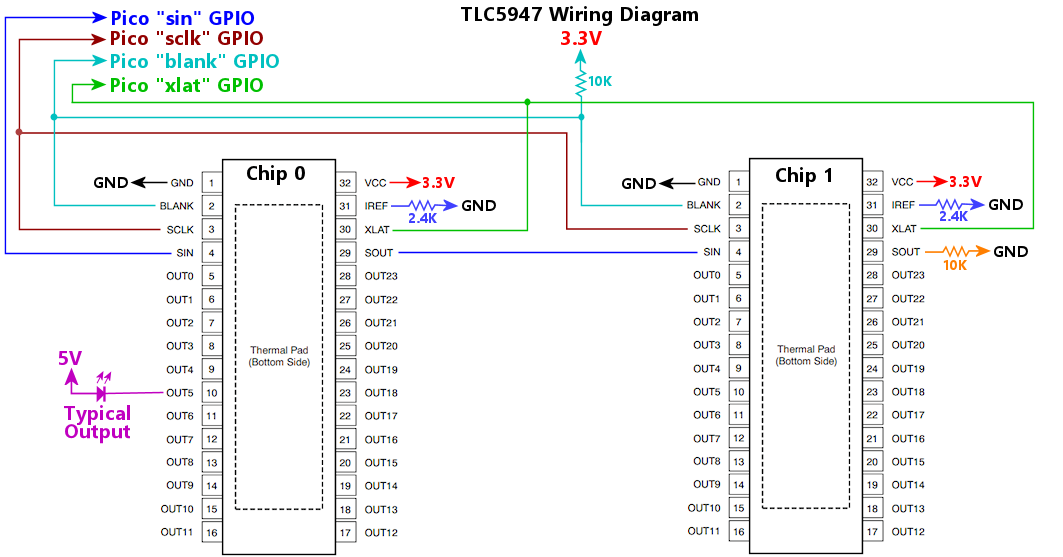 TLC5947 Wiring Diagram
Pico "sin" GPIO
Pico "sclk" GPIO
Pico "blank" GPIO
Pico "xlat" GPIO
3.3V
10K
Chip 0
GND GND 1 32 VCC 3.3V
BLANK 2 31 IREF GND
2.4K
SCLK 3 30 XLAT
SIN 4 29 SOUT
OUT0 5 28 OUT23
OUT1 6 27 OUT22
OUT2 7 26 OUT21
OUT3 8 25 OUT20
OUT4 9 24 OUT19
OUT5 10 23 OUT18
OUT6 11 22 OUT17
OUT7 12 21 OUT16
OUT8 13 20 OUT15
OUT9 14 19 OUT14
OUT10 15 18 OUT13
OUT11 16 17 OUT12
Thermal Pad
(Bottom Side)
5V
Typical
Output
Chip 1
GND GND 1 32 VCC 3.3V
BLANK 2 31 IREF GND
2.4K
SCLK 3 30 XLAT
SIN 4 29 SOUT GND
10K
OUT0 5 28 OUT23
OUT1 6 27 OUT22
OUT2 7 26 OUT21
OUT3 8 25 OUT20
OUT4 9 24 OUT19
OUT5 10 23 OUT18
OUT6 11 22 OUT17
OUT7 12 21 OUT16
OUT8 13 20 OUT15
OUT9 14 19 OUT14
OUT10 15 18 OUT13
OUT11 16 17 OUT12
Thermal Pad
(Bottom Side)